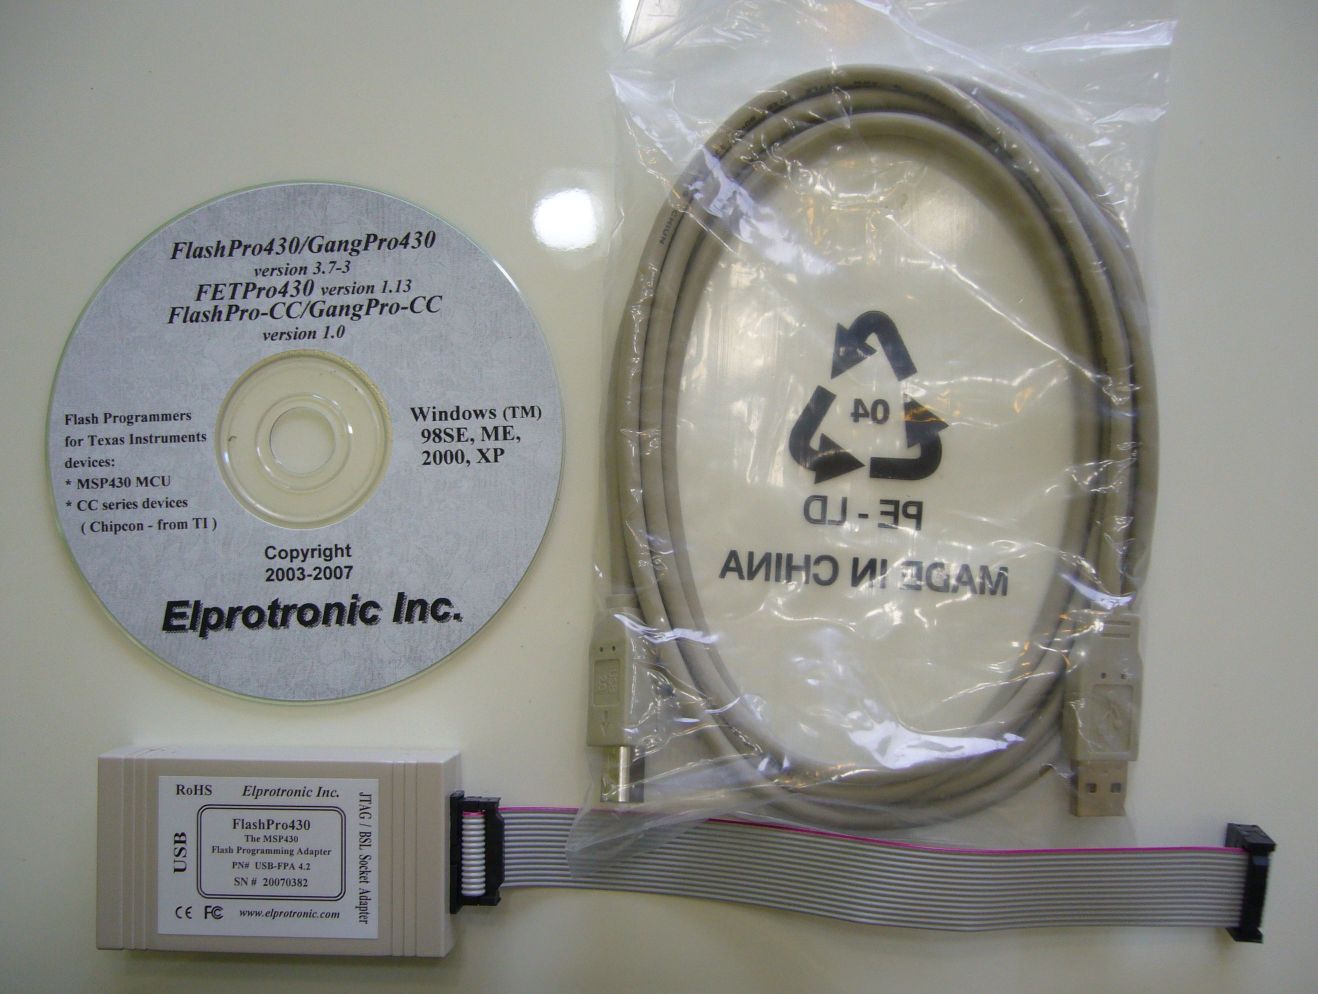 FlashPro430/GangPro430
version 3.7-3
FETPro430 version 1.13
FlashPro-CC/GangPro-CC
version 1.0
Flash Programmers
for Texas Instruments
devices:
* MSP430 MCU
* CC series devices
( Chipcon - from TI )
Windows (TM)
98SE, ME,
2000, XP
Copyright
2003-2007
Elprotronic Inc.
04
PE-LD
MADE IN CHINA
RoHS Elprotronic Inc.
USB
FlashPro430
The MSP430
Flash Programming Adapter
PN# USB-FPA 4.2
SN # 20070382
JTAG / BSL Socket Adapter
CE FC www.elprotronic.com